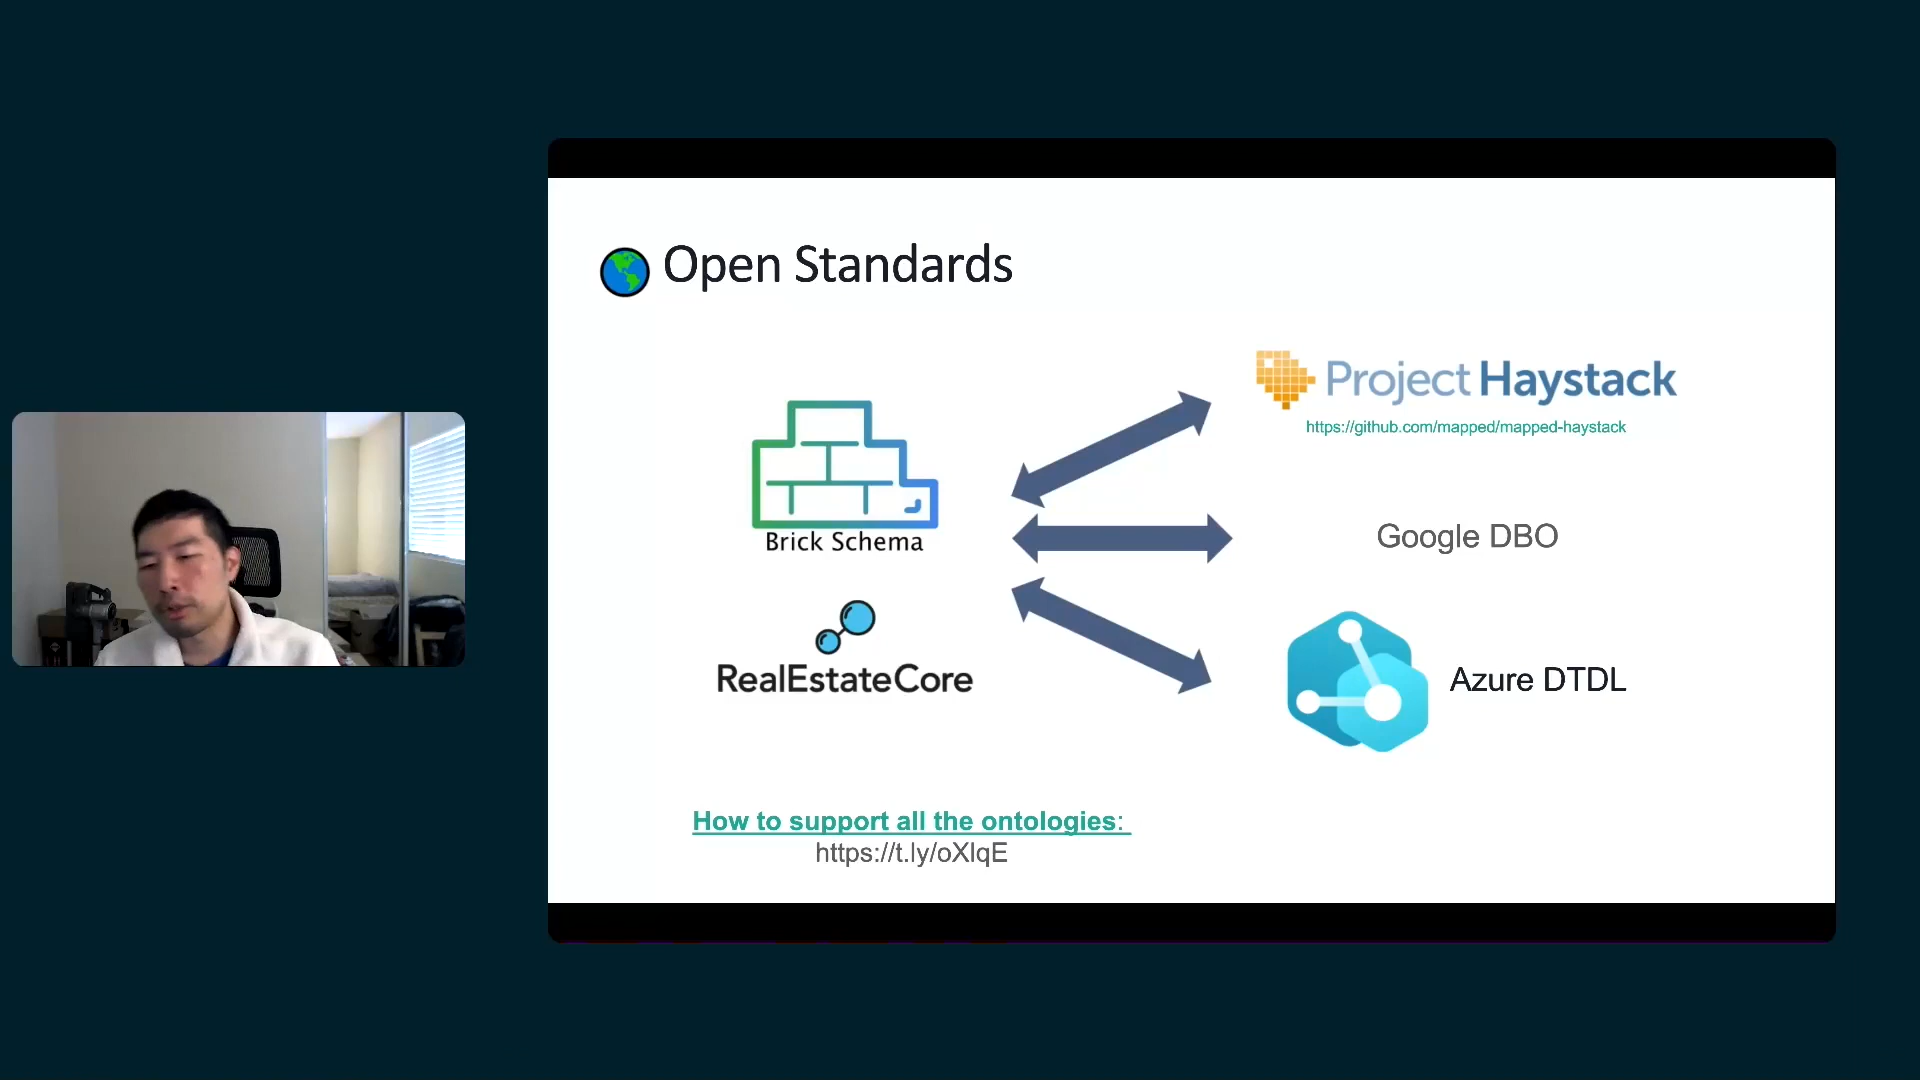 Open Standards
Project Haystack
https://github.com/mapped/mapped-haystack
Brick Schema
Google DBO
RealEstateCore
Azure DTDL
How to support all the ontologies:
https://t.ly/oXlqE